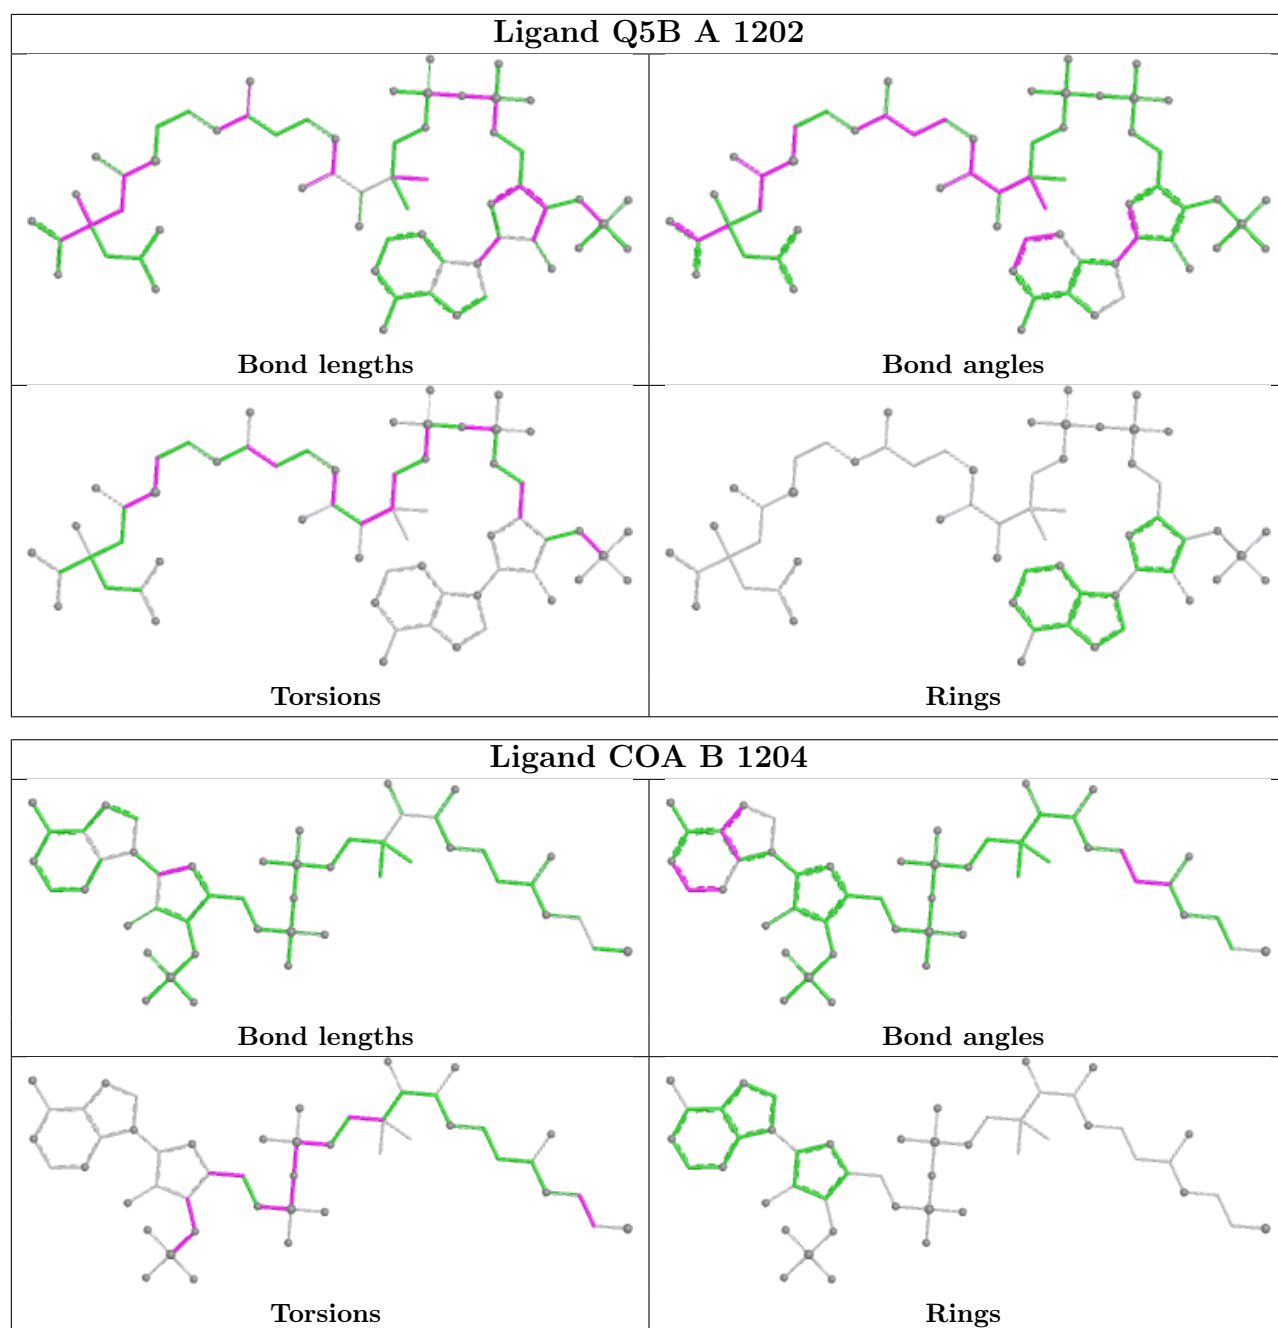 Ligand Q5B A 1202
Bond lengths
Bond angles
Torsions
Rings
Ligand COA B 1204
Bond lengths
Bond angles
Torsions
Rings